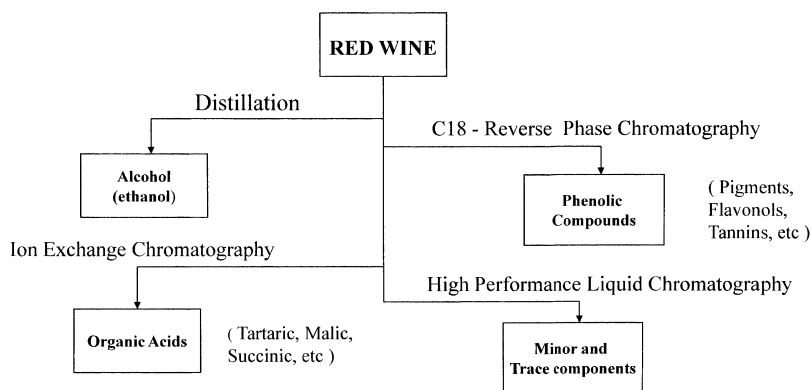 RED WINE
Distillation
C18 - Reverse Phase Chromatography
Alcohol
(ethanol)
Phenolic
Compounds
( Pigments,
Flavonols,
Tannins, etc )
Ion Exchange Chromatography
High Performance Liquid Chromatography
Organic Acids
( Tartaric, Malic,
Succinic, etc )
Minor and
Trace components